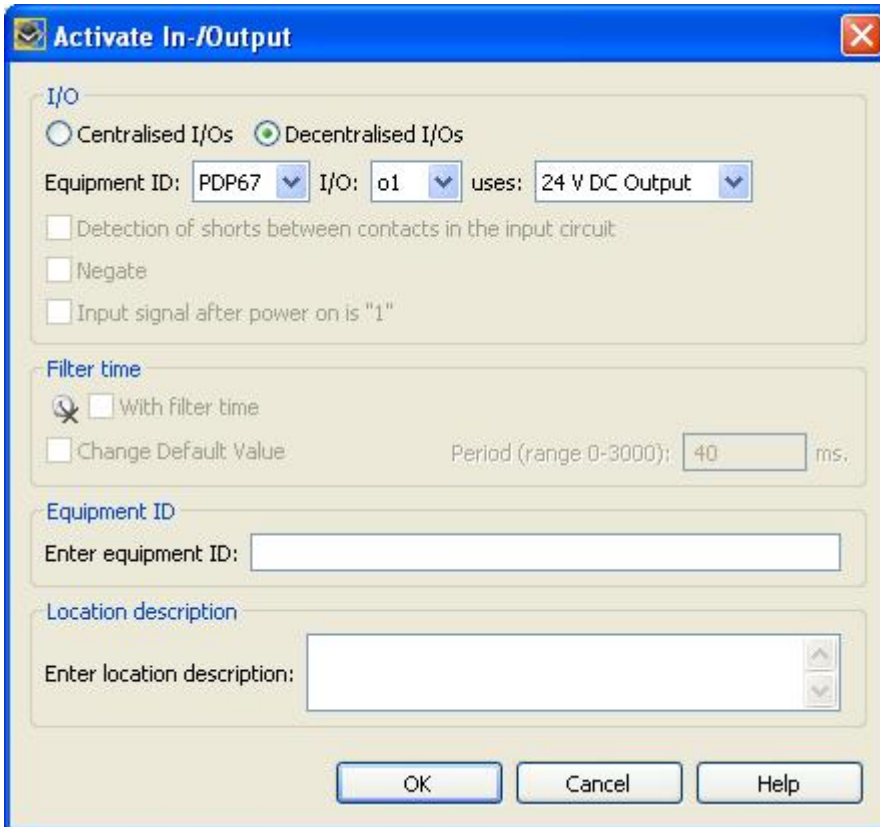 Activate In-/Output
I/O
Centralised I/Os Decentralised I/Os
Equipment ID: PDP67 I/O: o1 uses: 24 V DC Output
Detection of shorts between contacts in the input circuit
Negate
Input signal after power on is "1"
Filter time
With filter time
Change Default Value Period (range 0-3000): 40 ms.
Equipment ID
Enter equipment ID:
Location description
Enter location description:
OK Cancel Help